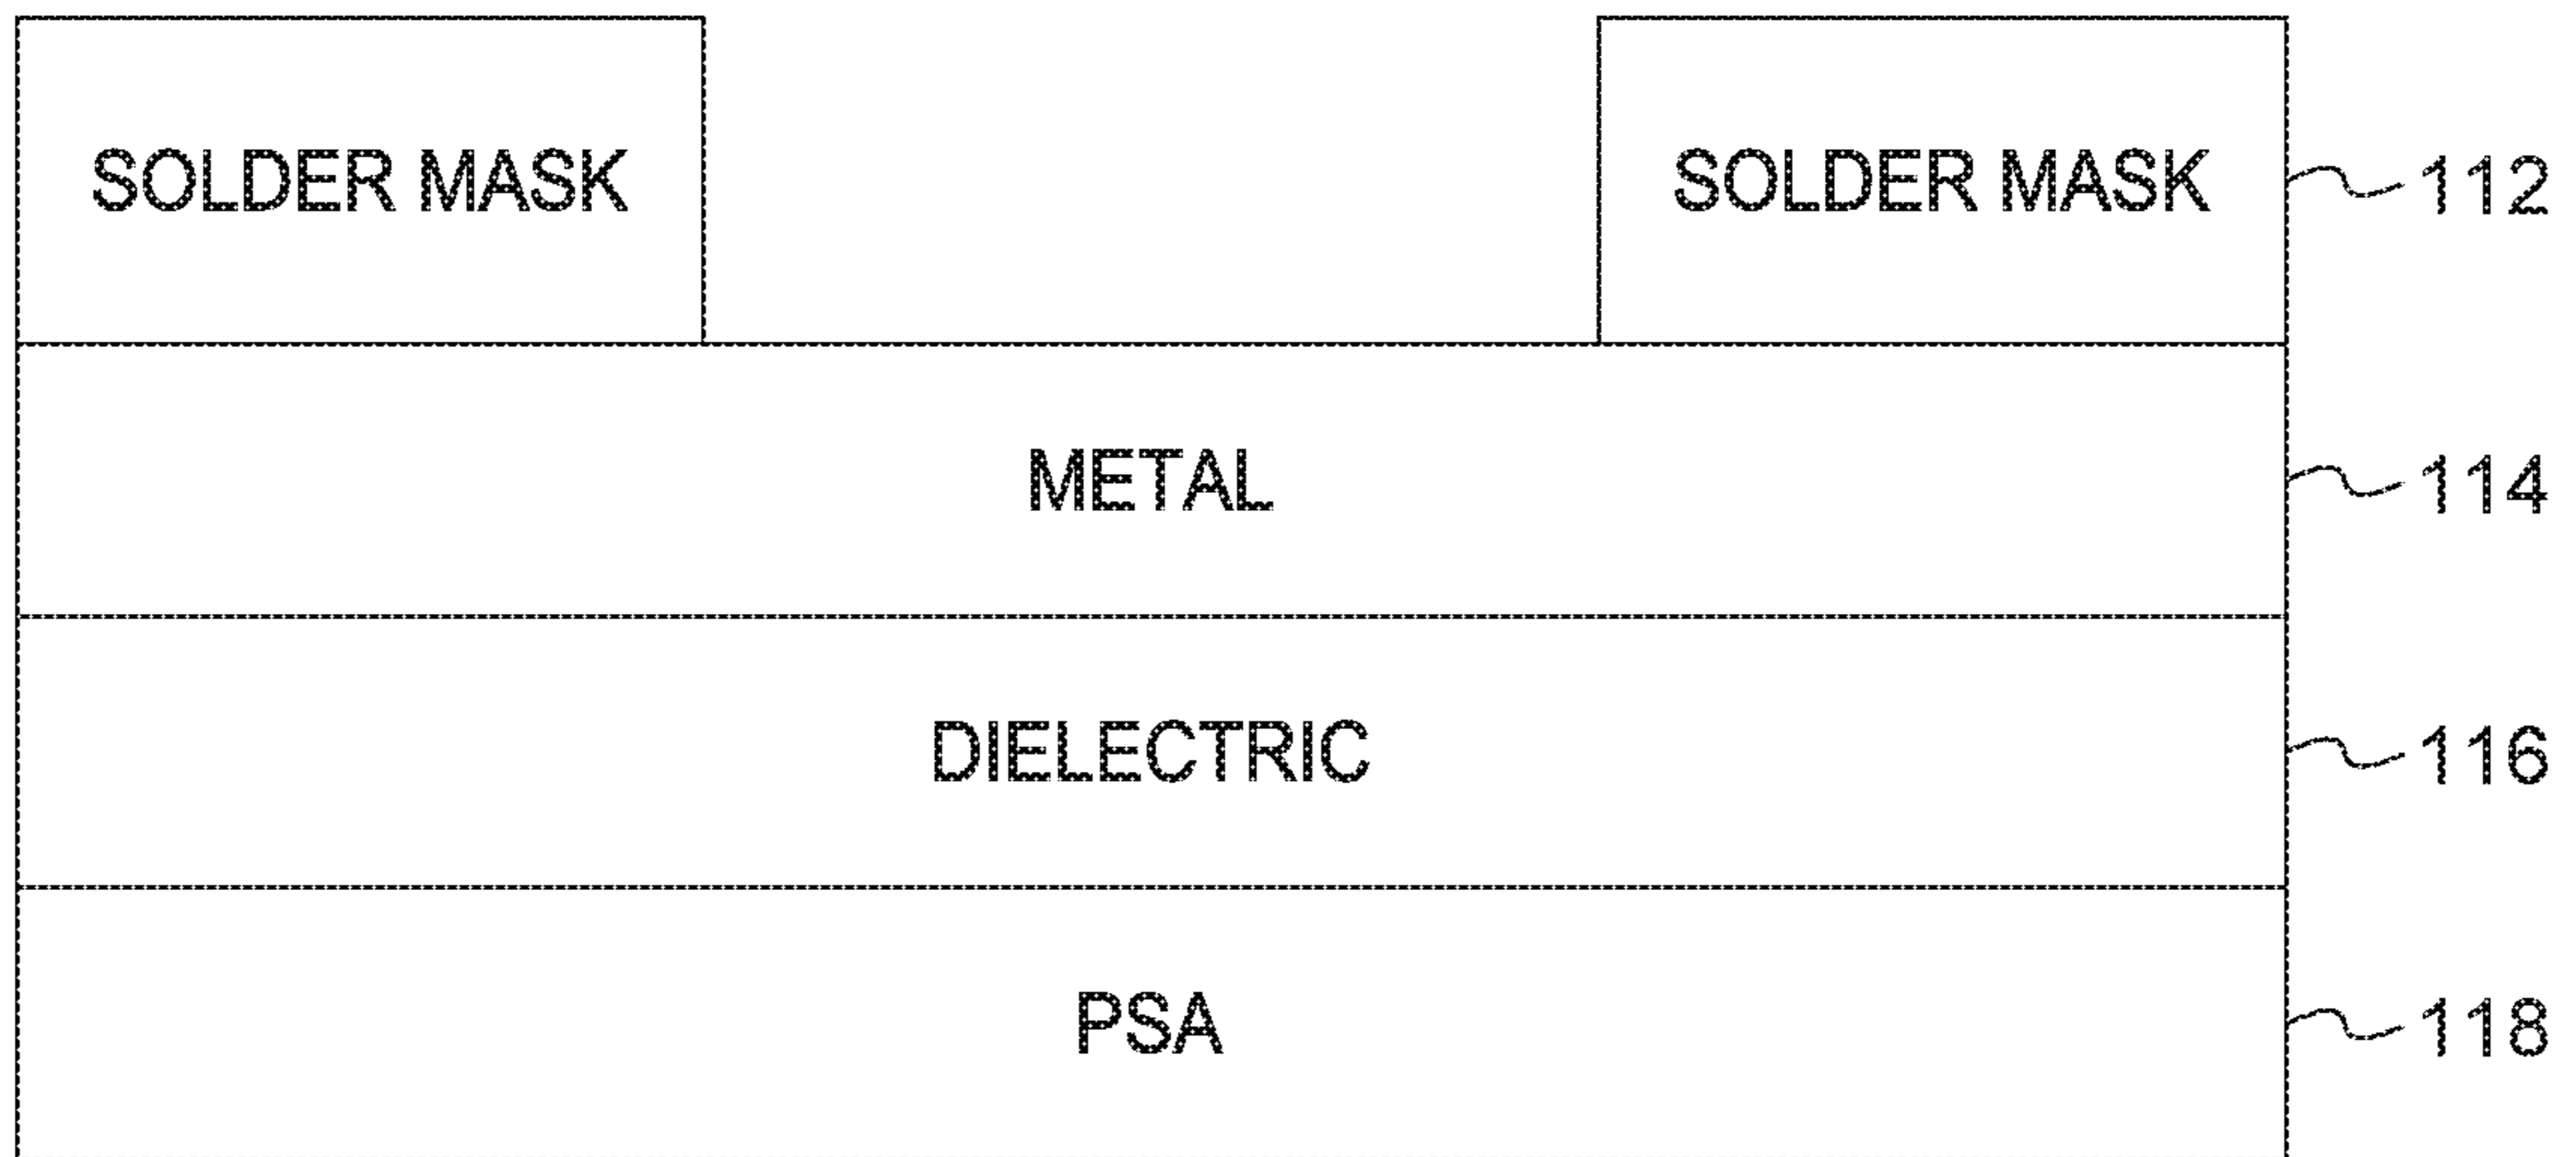 SOLDER MASK SOLDER MASK 112
METAL 114
DIELECTRIC 116
PSA 118